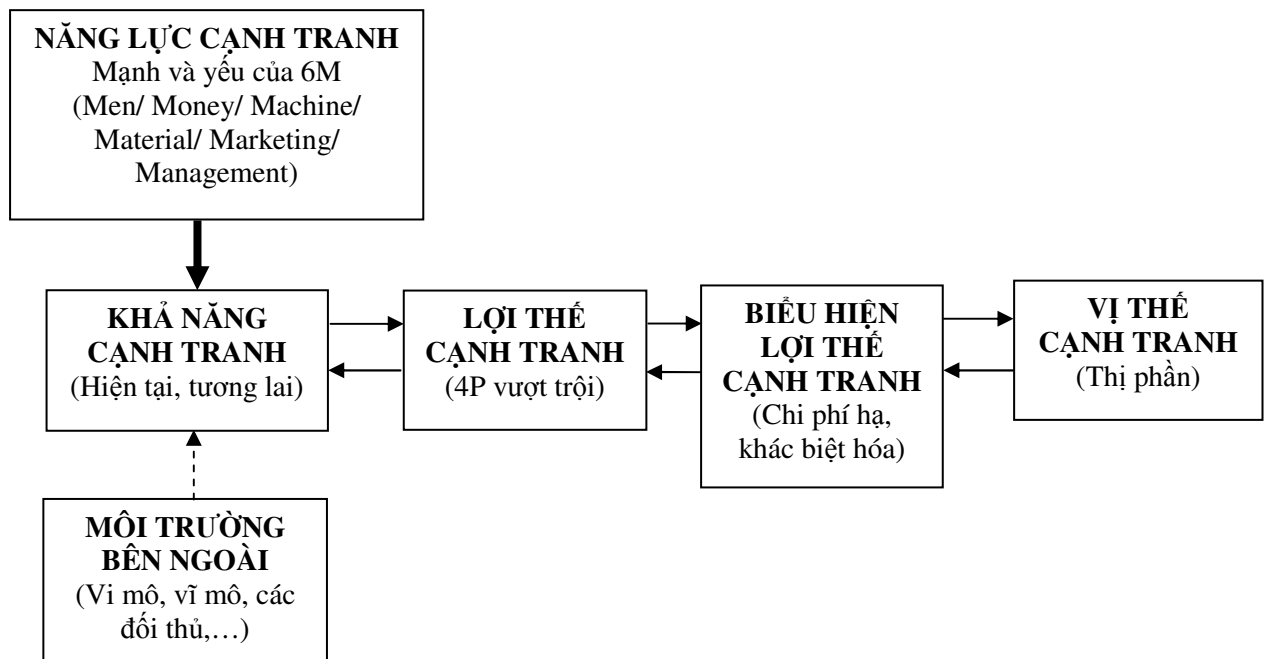 NĂNG LỰC CẠNH TRANH
Mạnh và yếu của 6M
(Men/ Money/ Machine/
Material/ Marketing/
Management)
KHẢ NĂNG
CẠNH TRANH
(Hiện tại, tương lai)
LỢI THẾ
CẠNH TRANH
(4P vượt trội)
BIỂU HIỆN
LỢI THẾ
CẠNH TRANH
(Chi phí hạ,
khác biệt hóa)
VỊ THẾ
CẠNH TRANH
(Thị phần)
MÔI TRƯỜNG
BÊN NGOÀI
(Vi mô, vĩ mô, các
đối thủ,…)